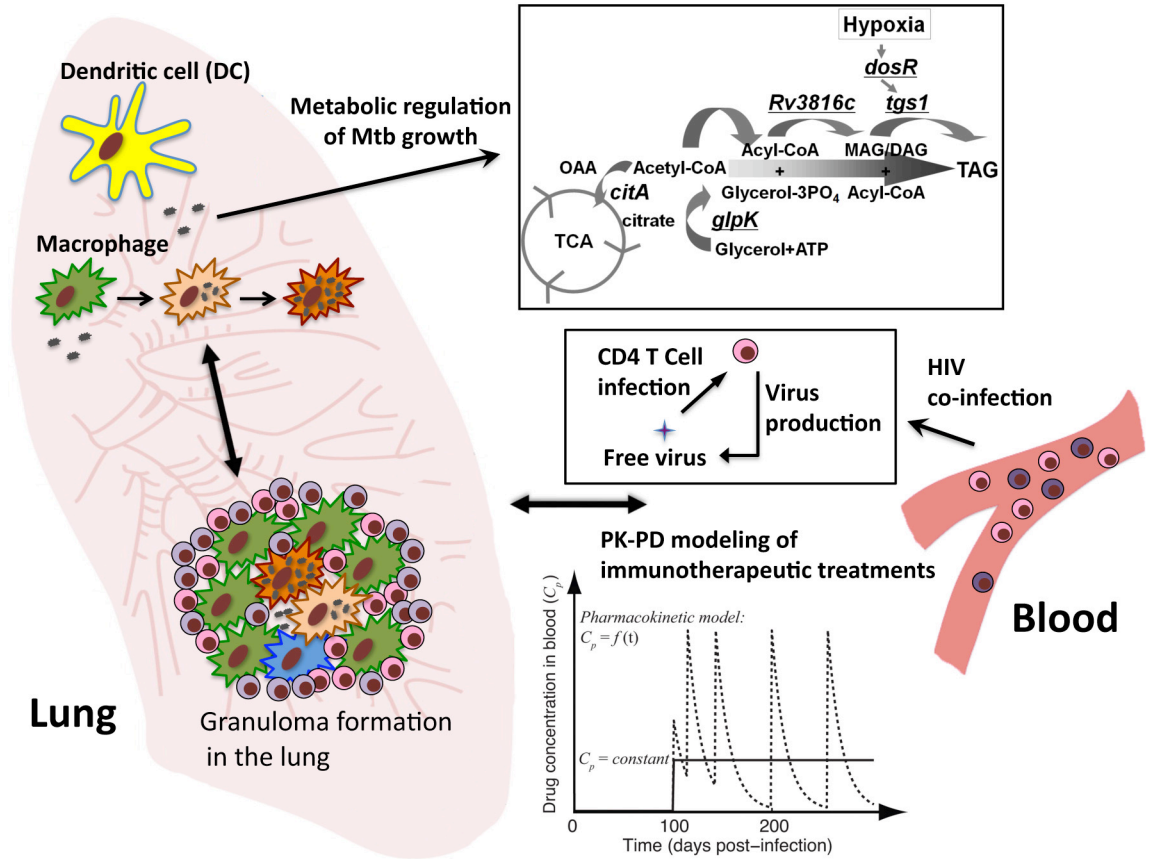 Dendritic cell (DC)
Metabolic regulation
of Mtb growth
Macrophage
Hypoxia
dosR
Rv3816c
tgs1
Acyl-CoA
MAG/DAG
OAA
Acetyl-CoA
+
+
TAG
citA
Glycerol-3PO₄
Acyl-CoA
citrate
glpK
TCA
Glycerol+ATP
CD4 T Cell
infection
Virus
production
Free virus
HIV
co-infection
Blood
Lung
Granuloma formation
in the lung
PK-PD modeling of
immunotherapeutic treatments
Drug concentration in blood (Cₚ)
Pharmacokinetic model:
Cₚ = f (t)
Cₚ = constant
0
100
200
Time (days post−infection)